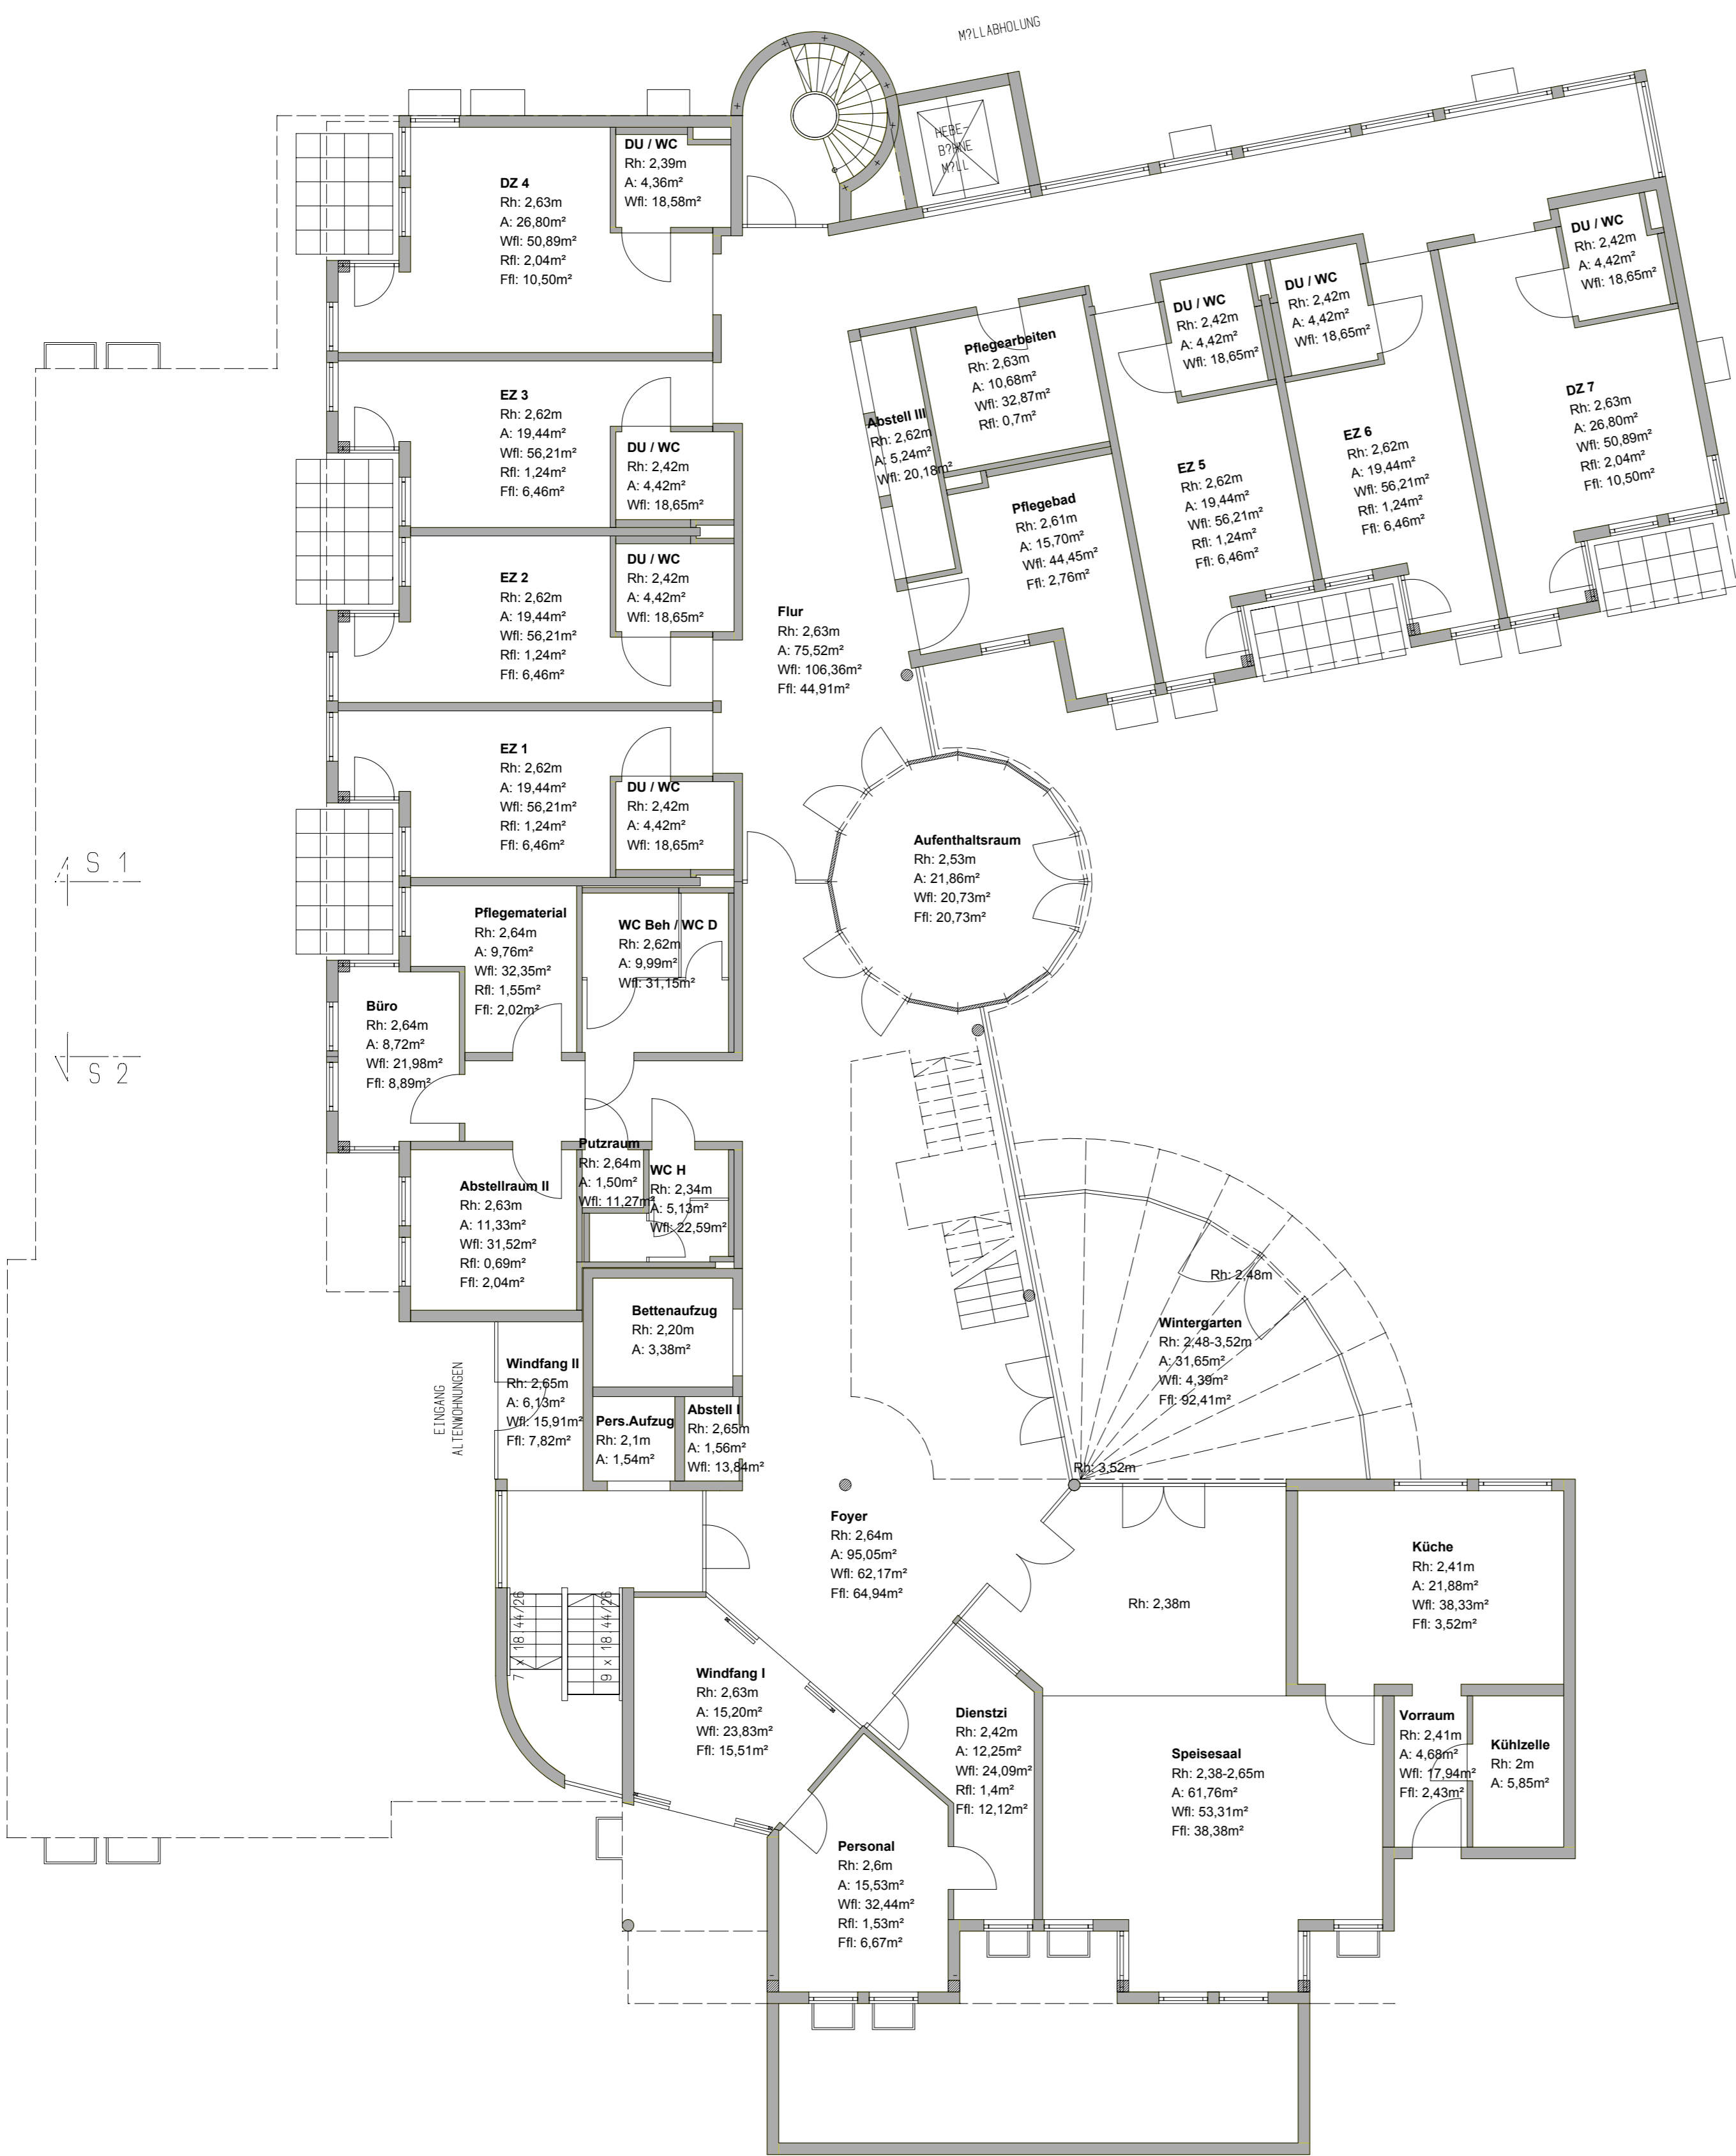 M?LLABHOLUNG
HEBE-
B?HNE
M?LL
DZ 4
Rh: 2,63m
A: 26,80m²
Wfl: 50,89m²
Rfl: 2,04m²
Ffl: 10,50m²
DU / WC
Rh: 2,39m
A: 4,36m²
Wfl: 18,58m²
EZ 3
Rh: 2,62m
A: 19,44m²
Wfl: 56,21m²
Rfl: 1,24m²
Ffl: 6,46m²
DU / WC
Rh: 2,42m
A: 4,42m²
Wfl: 18,65m²
EZ 2
Rh: 2,62m
A: 19,44m²
Wfl: 56,21m²
Rfl: 1,24m²
Ffl: 6,46m²
DU / WC
Rh: 2,42m
A: 4,42m²
Wfl: 18,65m²
EZ 1
Rh: 2,62m
A: 19,44m²
Wfl: 56,21m²
Rfl: 1,24m²
Ffl: 6,46m²
DU / WC
Rh: 2,42m
A: 4,42m²
Wfl: 18,65m²
Flur
Rh: 2,63m
A: 75,52m²
Wfl: 106,36m²
Ffl: 44,91m²
Abstell III
Rh: 2,62m
A: 5,24m²
Wfl: 20,18m²
Pflegearbeiten
Rh: 2,63m
A: 10,68m²
Wfl: 32,87m²
Rfl: 0,7m²
Pflegebad
Rh: 2,61m
A: 15,70m²
Wfl: 44,45m²
Ffl: 2,76m²
DU / WC
Rh: 2,42m
A: 4,42m²
Wfl: 18,65m²
EZ 5
Rh: 2,62m
A: 19,44m²
Wfl: 56,21m²
Rfl: 1,24m²
Ffl: 6,46m²
DU / WC
Rh: 2,42m
A: 4,42m²
Wfl: 18,65m²
EZ 6
Rh: 2,62m
A: 19,44m²
Wfl: 56,21m²
Rfl: 1,24m²
Ffl: 6,46m²
DU / WC
Rh: 2,42m
A: 4,42m²
Wfl: 18,65m²
DZ 7
Rh: 2,63m
A: 26,80m²
Wfl: 50,89m²
Rfl: 2,04m²
Ffl: 10,50m²
Aufenthaltsraum
Rh: 2,53m
A: 21,86m²
Wfl: 20,73m²
Ffl: 20,73m²
S 1
S 2
Pflegematerial
Rh: 2,64m
A: 9,76m²
Wfl: 32,35m²
Rfl: 1,55m²
Ffl: 2,02m²
WC Beh / WC D
Rh: 2,62m
A: 9,99m²
Wfl: 31,15m²
Büro
Rh: 2,64m
A: 8,72m²
Wfl: 21,98m²
Ffl: 8,89m²
Abstellraum II
Rh: 2,63m
A: 11,33m²
Wfl: 31,52m²
Rfl: 0,69m²
Ffl: 2,04m²
Putzraum
Rh: 2,64m
A: 1,50m²
Wfl: 11,27m²
WC H
Rh: 2,34m
A: 5,13m²
Wfl: 22,59m²
Bettenaufzug
Rh: 2,20m
A: 3,38m²
EINGANG
ALTENWOHNUNGEN
Windfang II
Rh: 2,65m
A: 6,13m²
Wfl: 15,91m²
Ffl: 7,82m²
Pers.Aufzug
Rh: 2,1m
A: 1,54m²
Abstell I
Rh: 2,65m
A: 1,56m²
Wfl: 13,84m²
Rh: 2,48m
Wintergarten
Rh: 2,48-3,52m
A: 31,65m²
Wfl: 4,39m²
Ffl: 92,41m²
Rh: 3,52m
Foyer
Rh: 2,64m
A: 95,05m²
Wfl: 62,17m²
Ffl: 64,94m²
Rh: 2,38m
Küche
Rh: 2,41m
A: 21,88m²
Wfl: 38,33m²
Ffl: 3,52m²
7 x 18.44/26
9 x 18.44/26
Windfang I
Rh: 2,63m
A: 15,20m²
Wfl: 23,83m²
Ffl: 15,51m²
Dienstzi
Rh: 2,42m
A: 12,25m²
Wfl: 24,09m²
Rfl: 1,4m²
Ffl: 12,12m²
Speisesaal
Rh: 2,38-2,65m
A: 61,76m²
Wfl: 53,31m²
Ffl: 38,38m²
Vorraum
Rh: 2,41m
A: 4,68m²
Wfl: 17,94m²
Ffl: 2,43m²
Kühlzelle
Rh: 2m
A: 5,85m²
Personal
Rh: 2,6m
A: 15,53m²
Wfl: 32,44m²
Rfl: 1,53m²
Ffl: 6,67m²